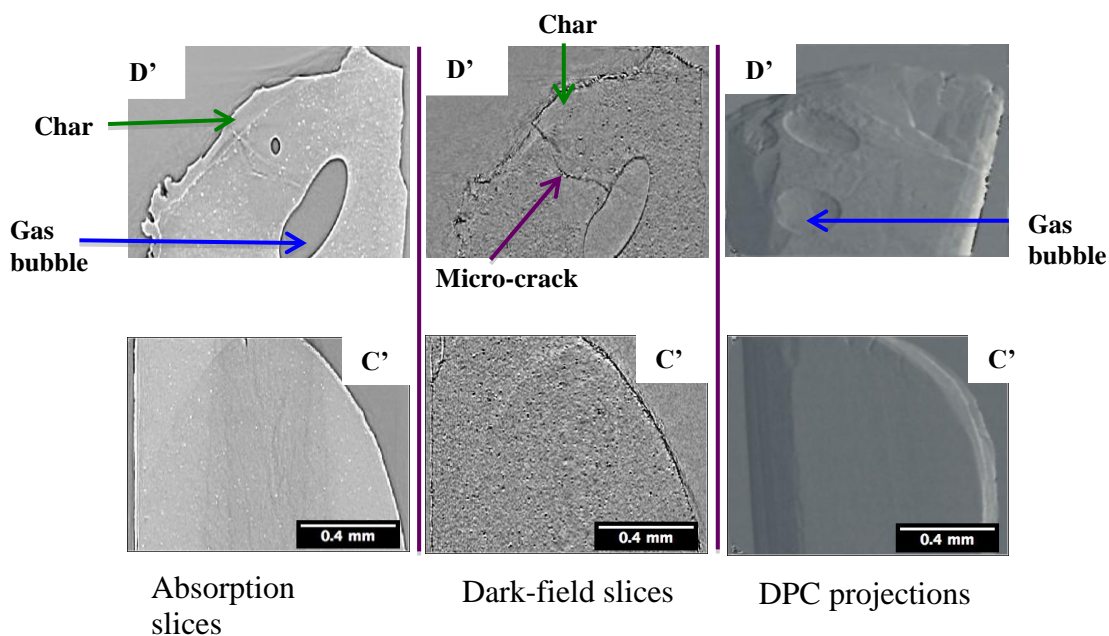 Char
D’
D’
D’
Char
Gas
bubble
Gas
bubble
Micro-crack
C’
C’
C’
0.4 mm
0.4 mm
0.4 mm
Absorption
slices
Dark-field slices
DPC projections